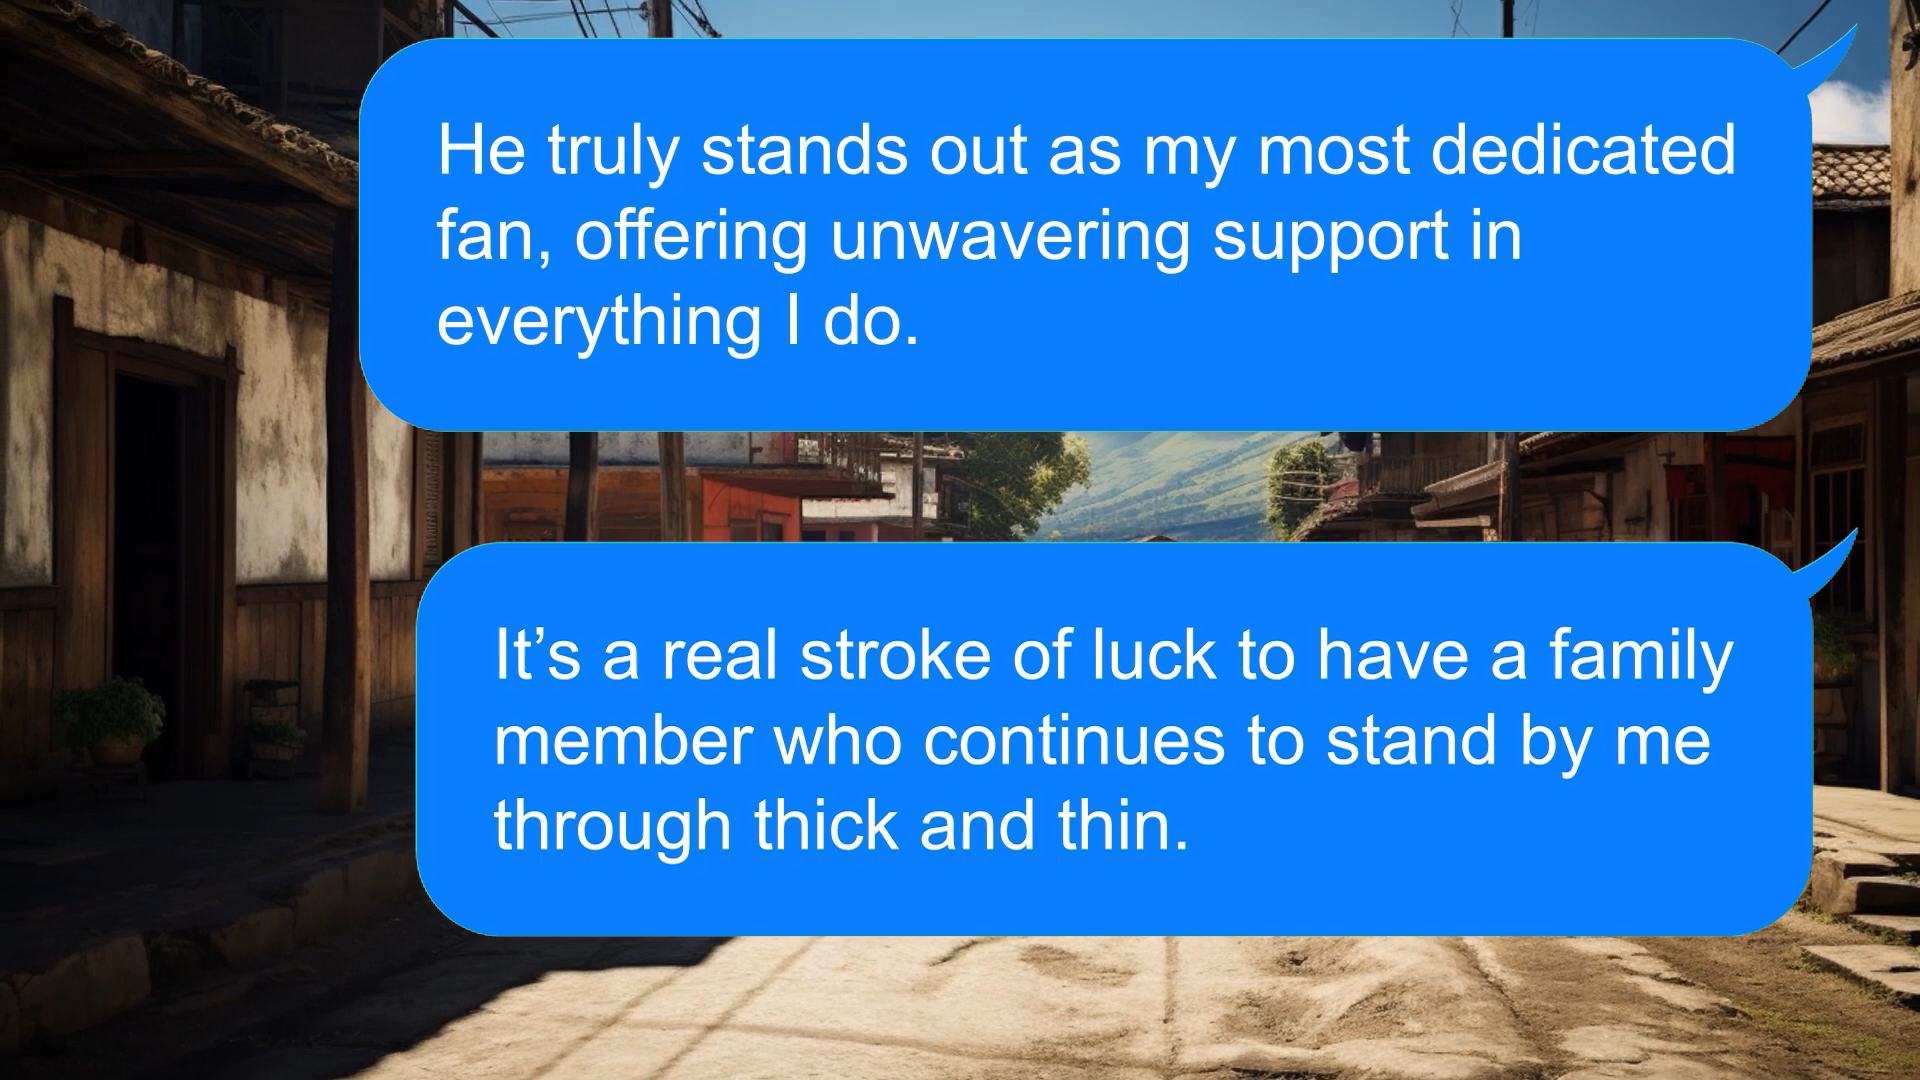 He truly stands out as my most dedicated
fan, offering unwavering support in
everything I do.
It’s a real stroke of luck to have a family
member who continues to stand by me
through thick and thin.